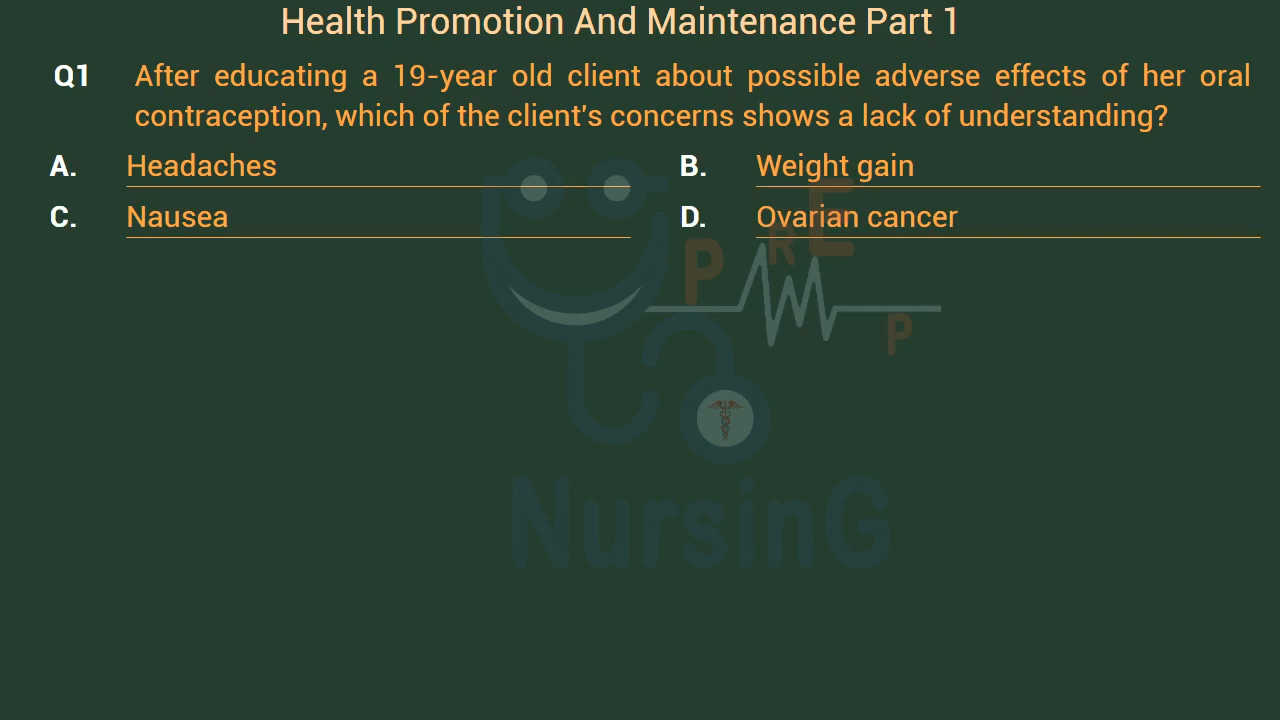 Health Promotion And Maintenance Part 1
Q1 After educating a 19-year old client about possible adverse effects of her oral
contraception, which of the client's concerns shows a lack of understanding?
A. Headaches B. Weight gain
C. Nausea D. Ovarian cancer
PREP
NursinG